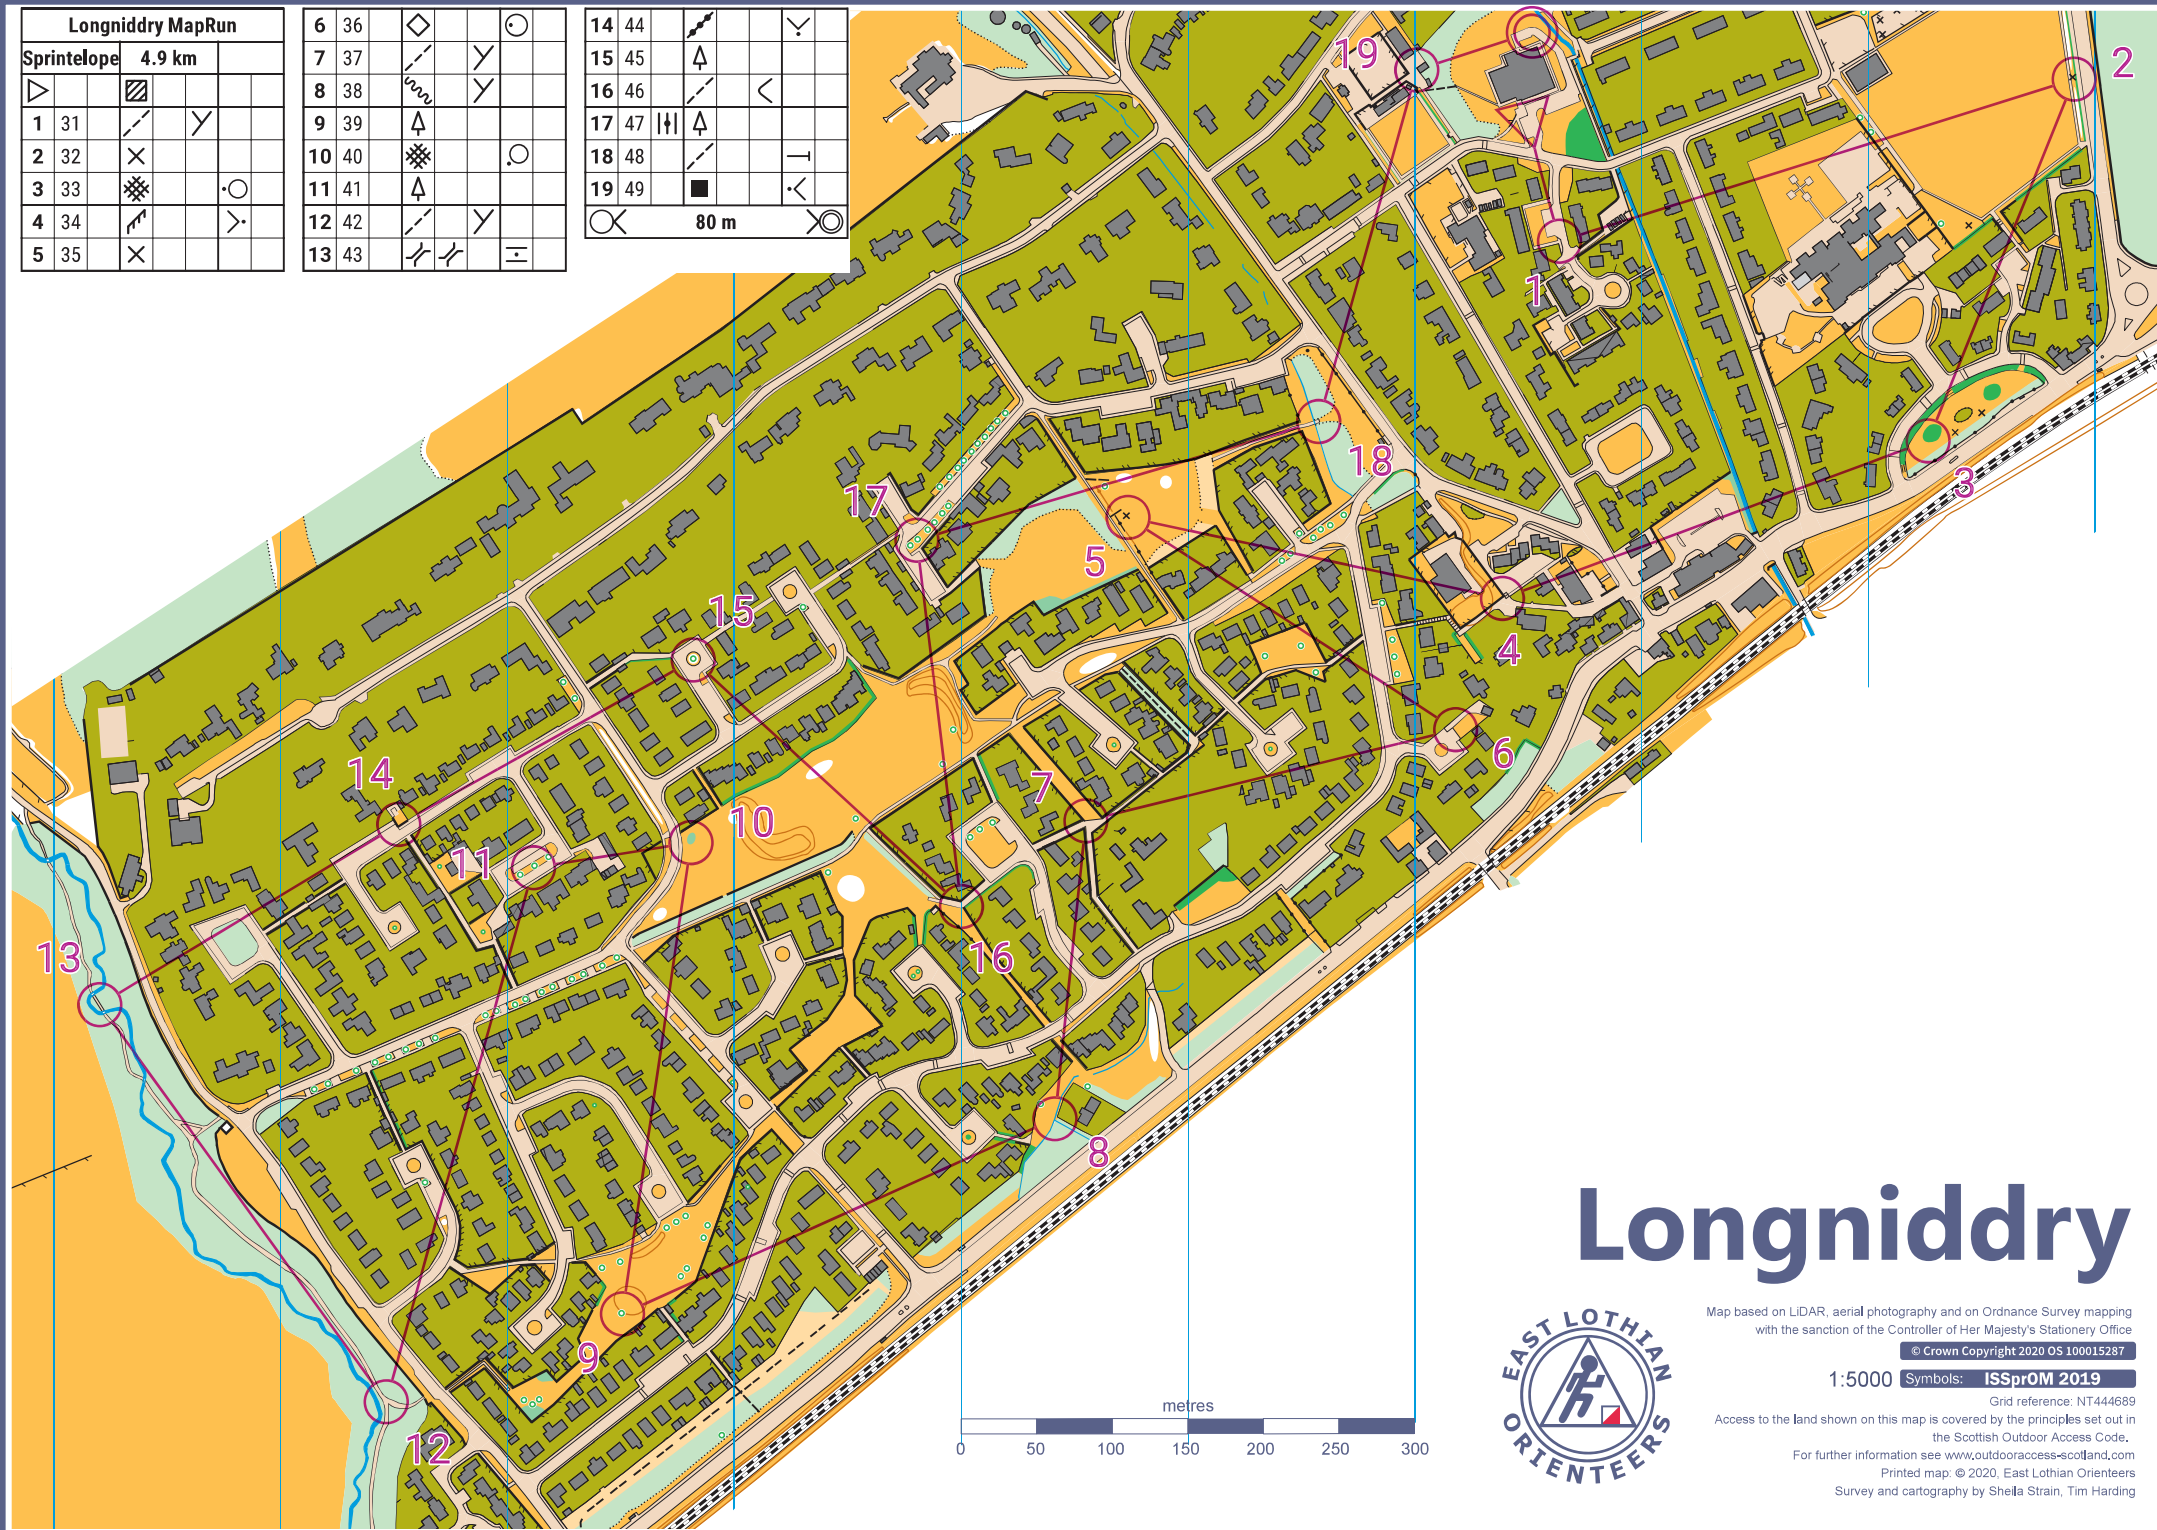 Longniddry MapRun
Sprintelope 4.9 km
1 31
2 32
3 33
4 34
5 35
6 36
7 37
8 38
9 39
10 40
11 41
12 42
13 43
14 44
15 45
16 46
17 47
18 48
19 49
80 m
19
2
1
3
18
17
5
4
15
6
14
7
10
11
13
16
8
9
12
metres
0 50 100 150 200 250 300
Longniddry
EAST LOTHIAN
ORIENTEERS
Map based on LiDAR, aerial photography and on Ordnance Survey mapping
with the sanction of the Controller of Her Majesty's Stationery Office
© Crown Copyright 2020 OS 100015287
1:5000 Symbols: ISSprOM 2019
Grid reference: NT444689
Access to the land shown on this map is covered by the principles set out in
the Scottish Outdoor Access Code.
For further information see www.outdooraccess-scotland.com
Printed map: © 2020, East Lothian Orienteers
Survey and cartography by Sheila Strain, Tim Harding